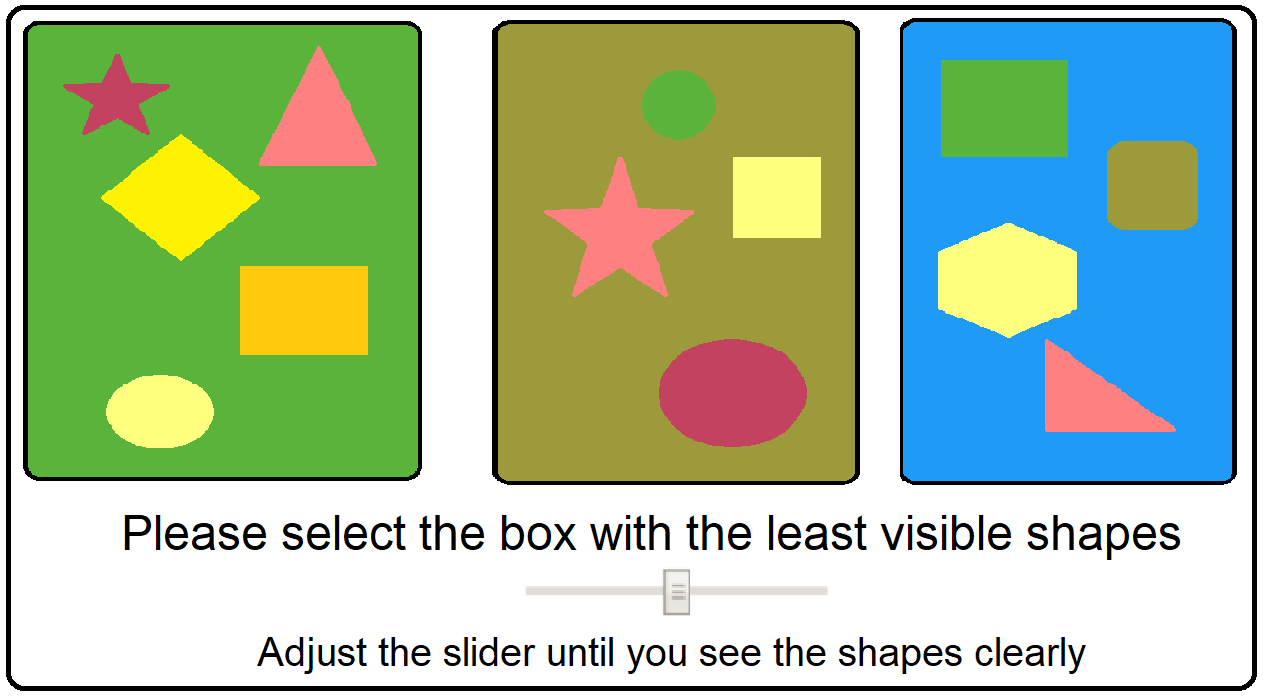 Please select the box with the least visible shapes
Adjust the slider until you see the shapes clearly